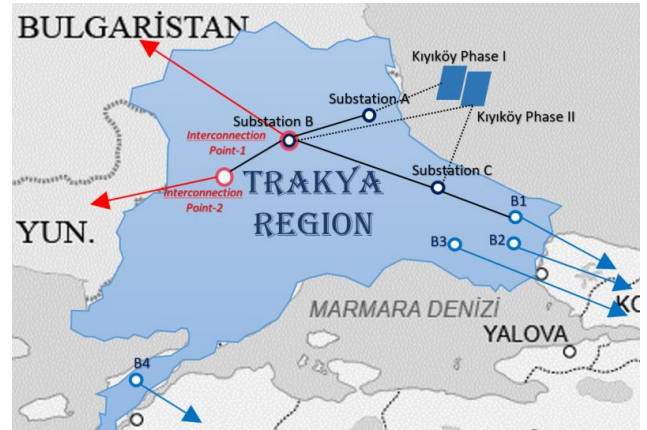 BULGARİSTAN
Kıyıköy Phase I
Substation A
Substation B
Kıyıköy Phase II
Interconnection
Point-1
Substation C
TRAKYA
REGION
Interconnection
Point-2
B1
YUN.
B3
B2
KO
MARMARA DENİZİ
YALOVA
B4